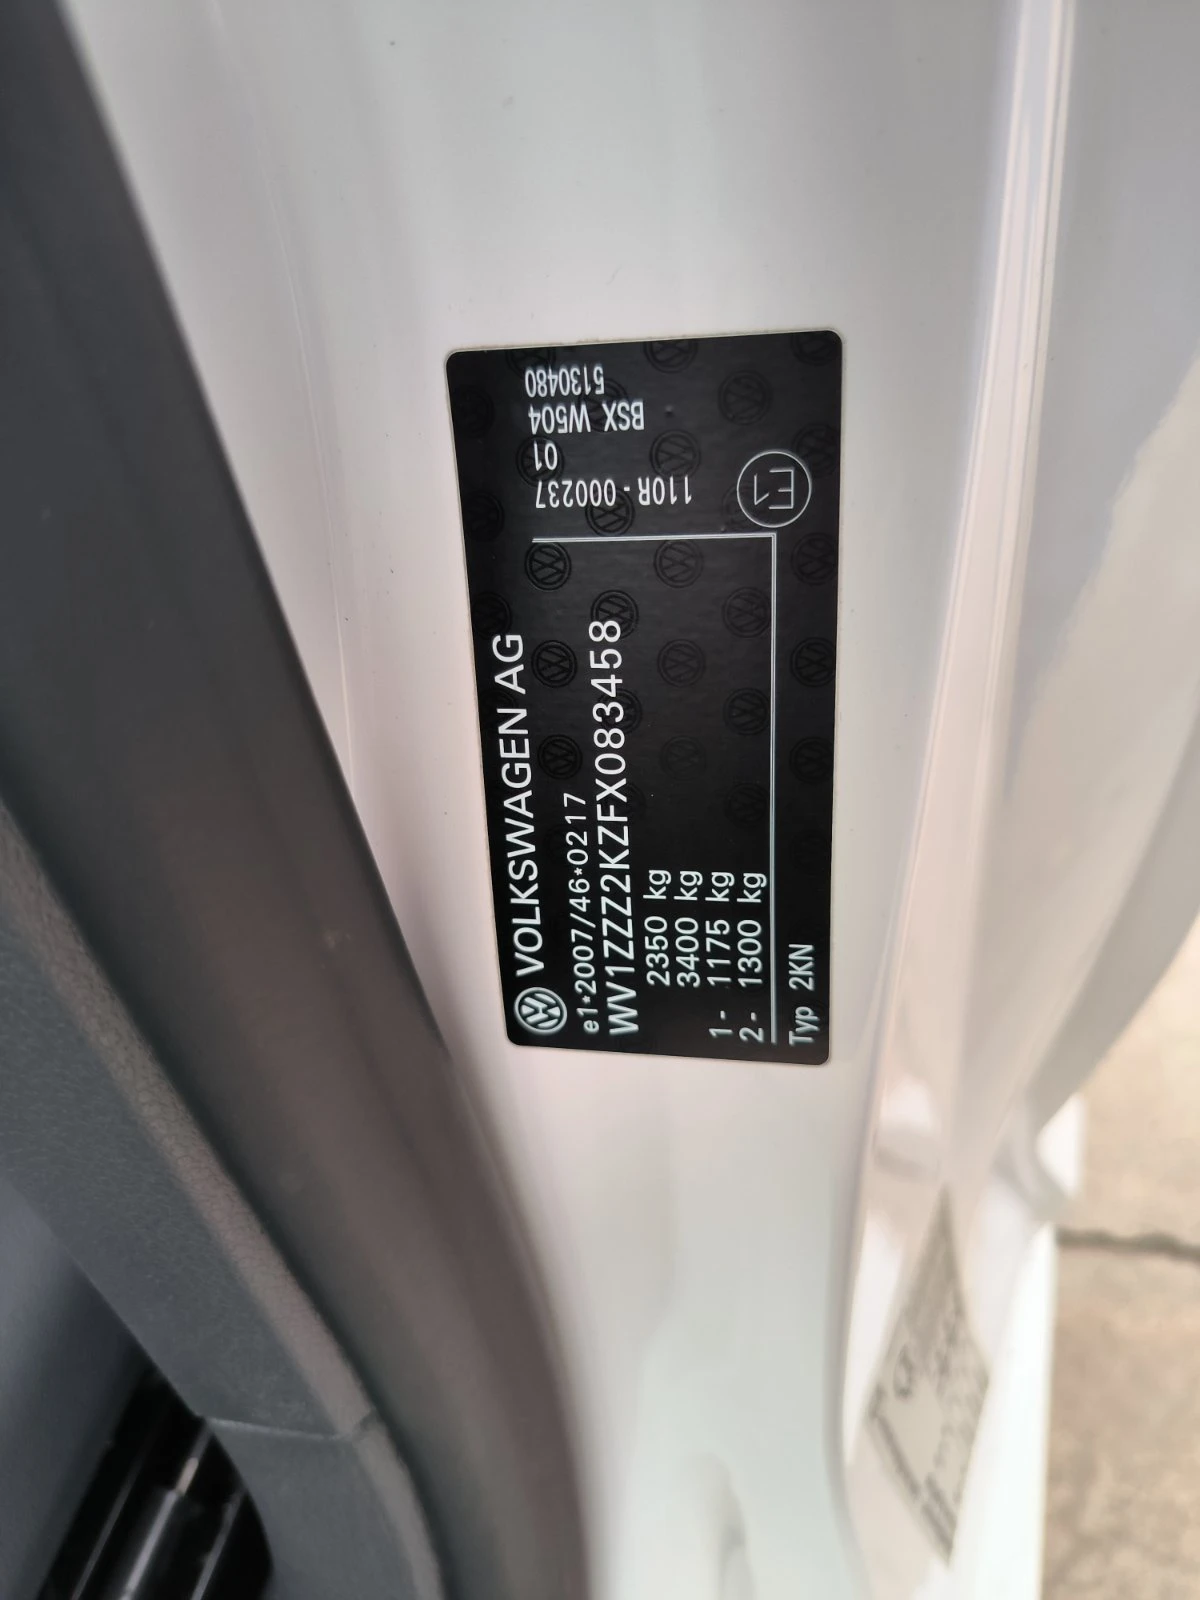 VOLKSWAGEN AG
e1*2007/46*0217
WV1ZZZ2KZFX083458
2350 kg
3400 kg
1- 1175 kg
2- 1300 kg
Typ 2KN
110R-000237
01
BSX W504
5130480
E1